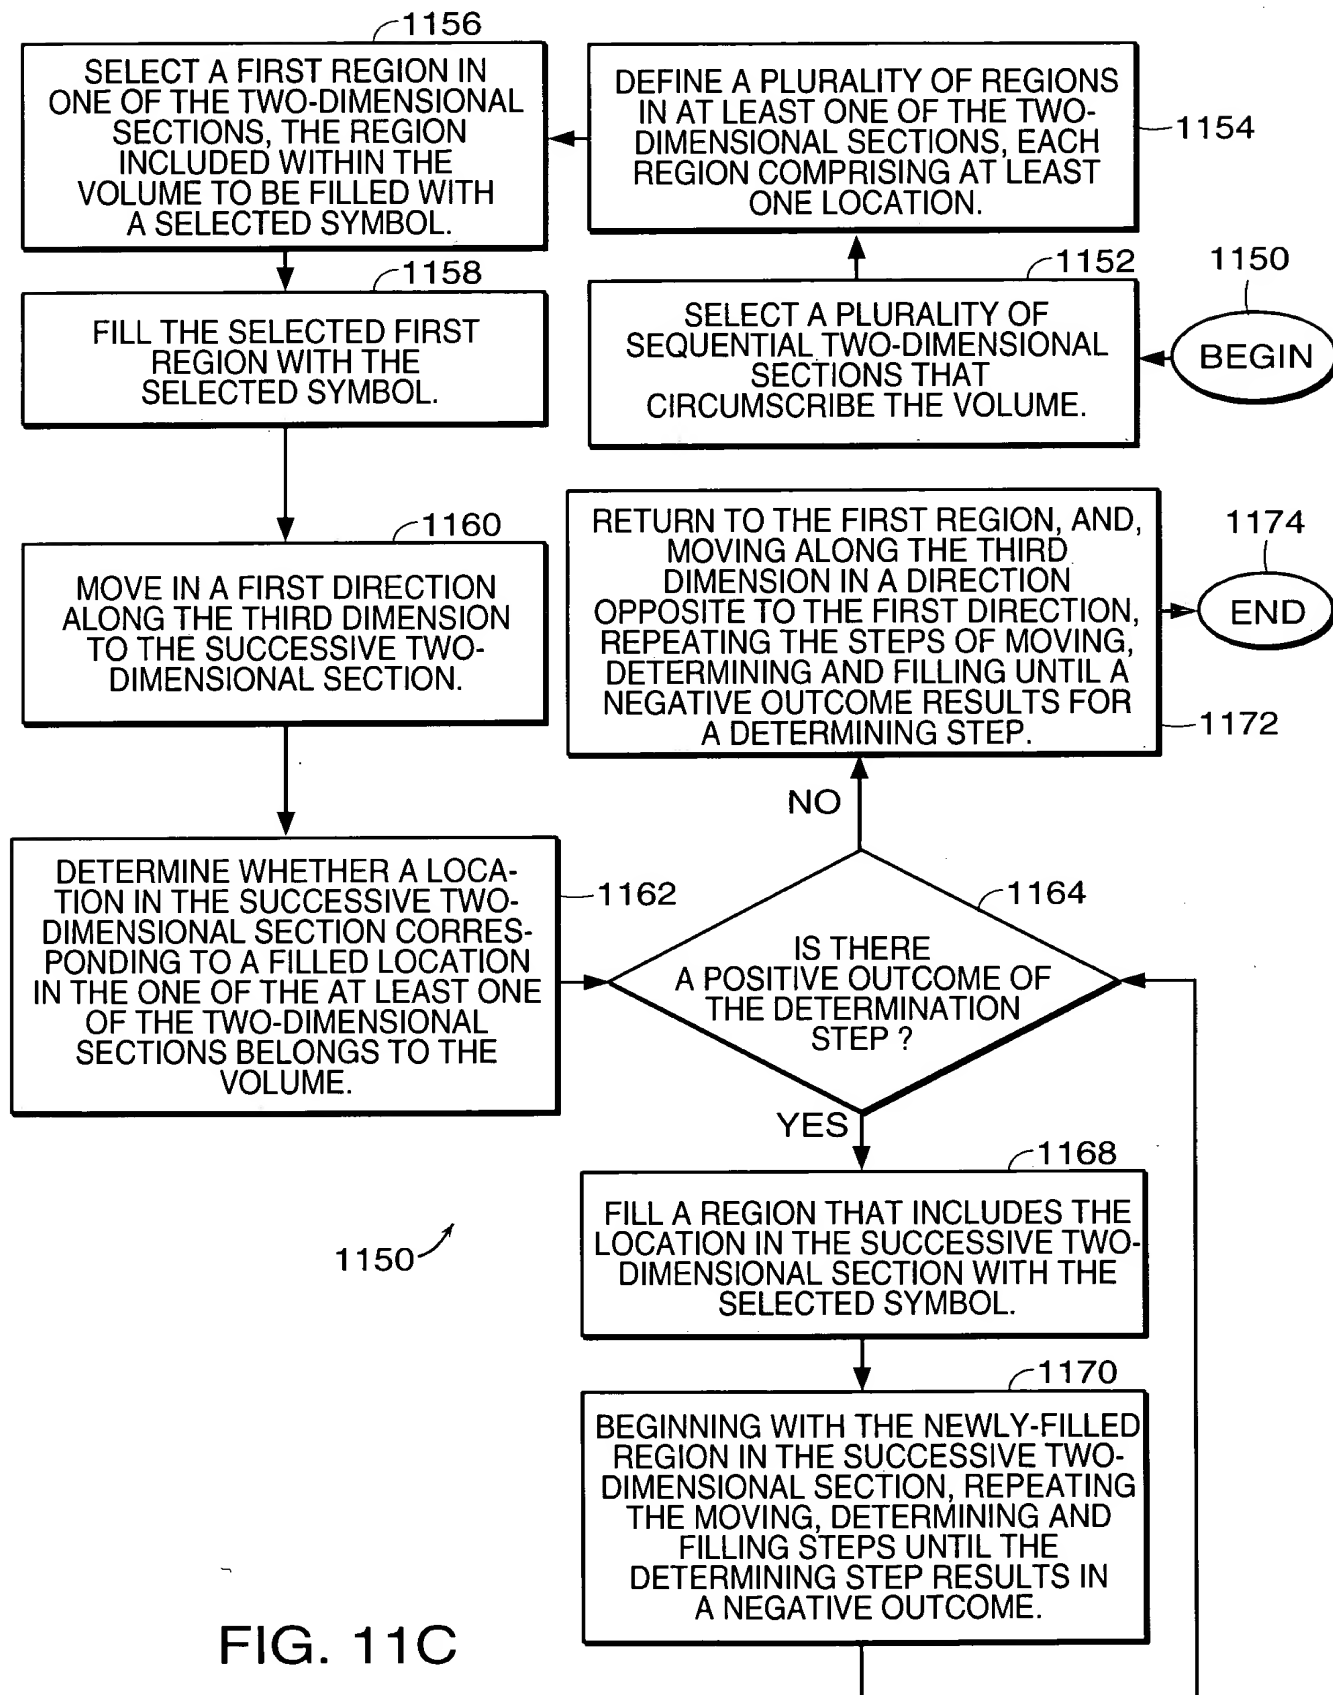 1150
BEGIN
1152
SELECT A PLURALITY OF
SEQUENTIAL TWO-DIMENSIONAL
SECTIONS THAT
CIRCUMSCRIBE THE VOLUME.
1154
DEFINE A PLURALITY OF REGIONS
IN AT LEAST ONE OF THE TWO-
DIMENSIONAL SECTIONS, EACH
REGION COMPRISING AT LEAST
ONE LOCATION.
1156
SELECT A FIRST REGION IN
ONE OF THE TWO-DIMENSIONAL
SECTIONS, THE REGION
INCLUDED WITHIN THE
VOLUME TO BE FILLED WITH
A SELECTED SYMBOL.
1158
FILL THE SELECTED FIRST
REGION WITH THE
SELECTED SYMBOL.
1160
MOVE IN A FIRST DIRECTION
ALONG THE THIRD DIMENSION
TO THE SUCCESSIVE TWO-
DIMENSIONAL SECTION.
1162
DETERMINE WHETHER A LOCA-
TION IN THE SUCCESSIVE TWO-
DIMENSIONAL SECTION CORRES-
PONDING TO A FILLED LOCATION
IN THE ONE OF THE AT LEAST ONE
OF THE TWO-DIMENSIONAL
SECTIONS BELONGS TO THE
VOLUME.
1164
IS THERE
A POSITIVE OUTCOME OF
THE DETERMINATION
STEP ?
NO
RETURN TO THE FIRST REGION, AND,
MOVING ALONG THE THIRD
DIMENSION IN A DIRECTION
OPPOSITE TO THE FIRST DIRECTION,
REPEATING THE STEPS OF MOVING,
DETERMINING AND FILLING UNTIL A
NEGATIVE OUTCOME RESULTS FOR
A DETERMINING STEP.
1172
1174
END
YES
1168
FILL A REGION THAT INCLUDES THE
LOCATION IN THE SUCCESSIVE TWO-
DIMENSIONAL SECTION WITH THE
SELECTED SYMBOL.
1170
BEGINNING WITH THE NEWLY-FILLED
REGION IN THE SUCCESSIVE TWO-
DIMENSIONAL SECTION, REPEATING
THE MOVING, DETERMINING AND
FILLING STEPS UNTIL THE
DETERMINING STEP RESULTS IN
A NEGATIVE OUTCOME.
1150
FIG. 11C